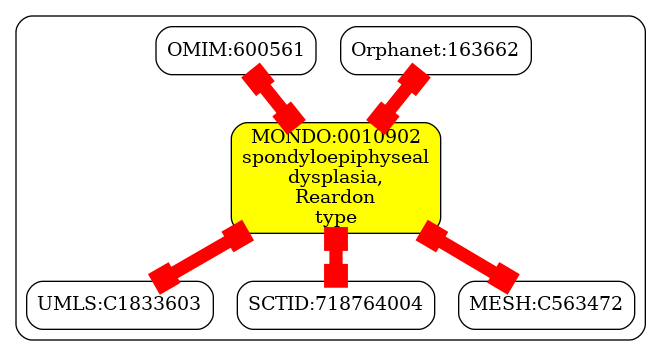 OMIM:600561
Orphanet:163662
MONDO:0010902
spondyloepiphyseal
dysplasia,
Reardon
type
UMLS:C1833603
SCTID:718764004
MESH:C563472